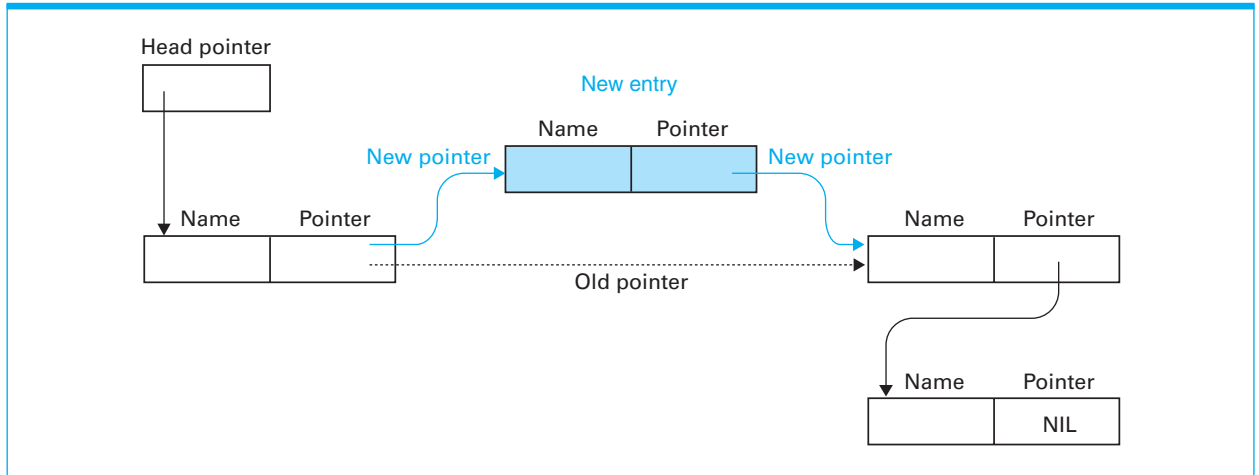 Head pointer
New entry
Name Pointer
New pointer
New pointer
Name Pointer
Name Pointer
Old pointer
Name Pointer
NIL